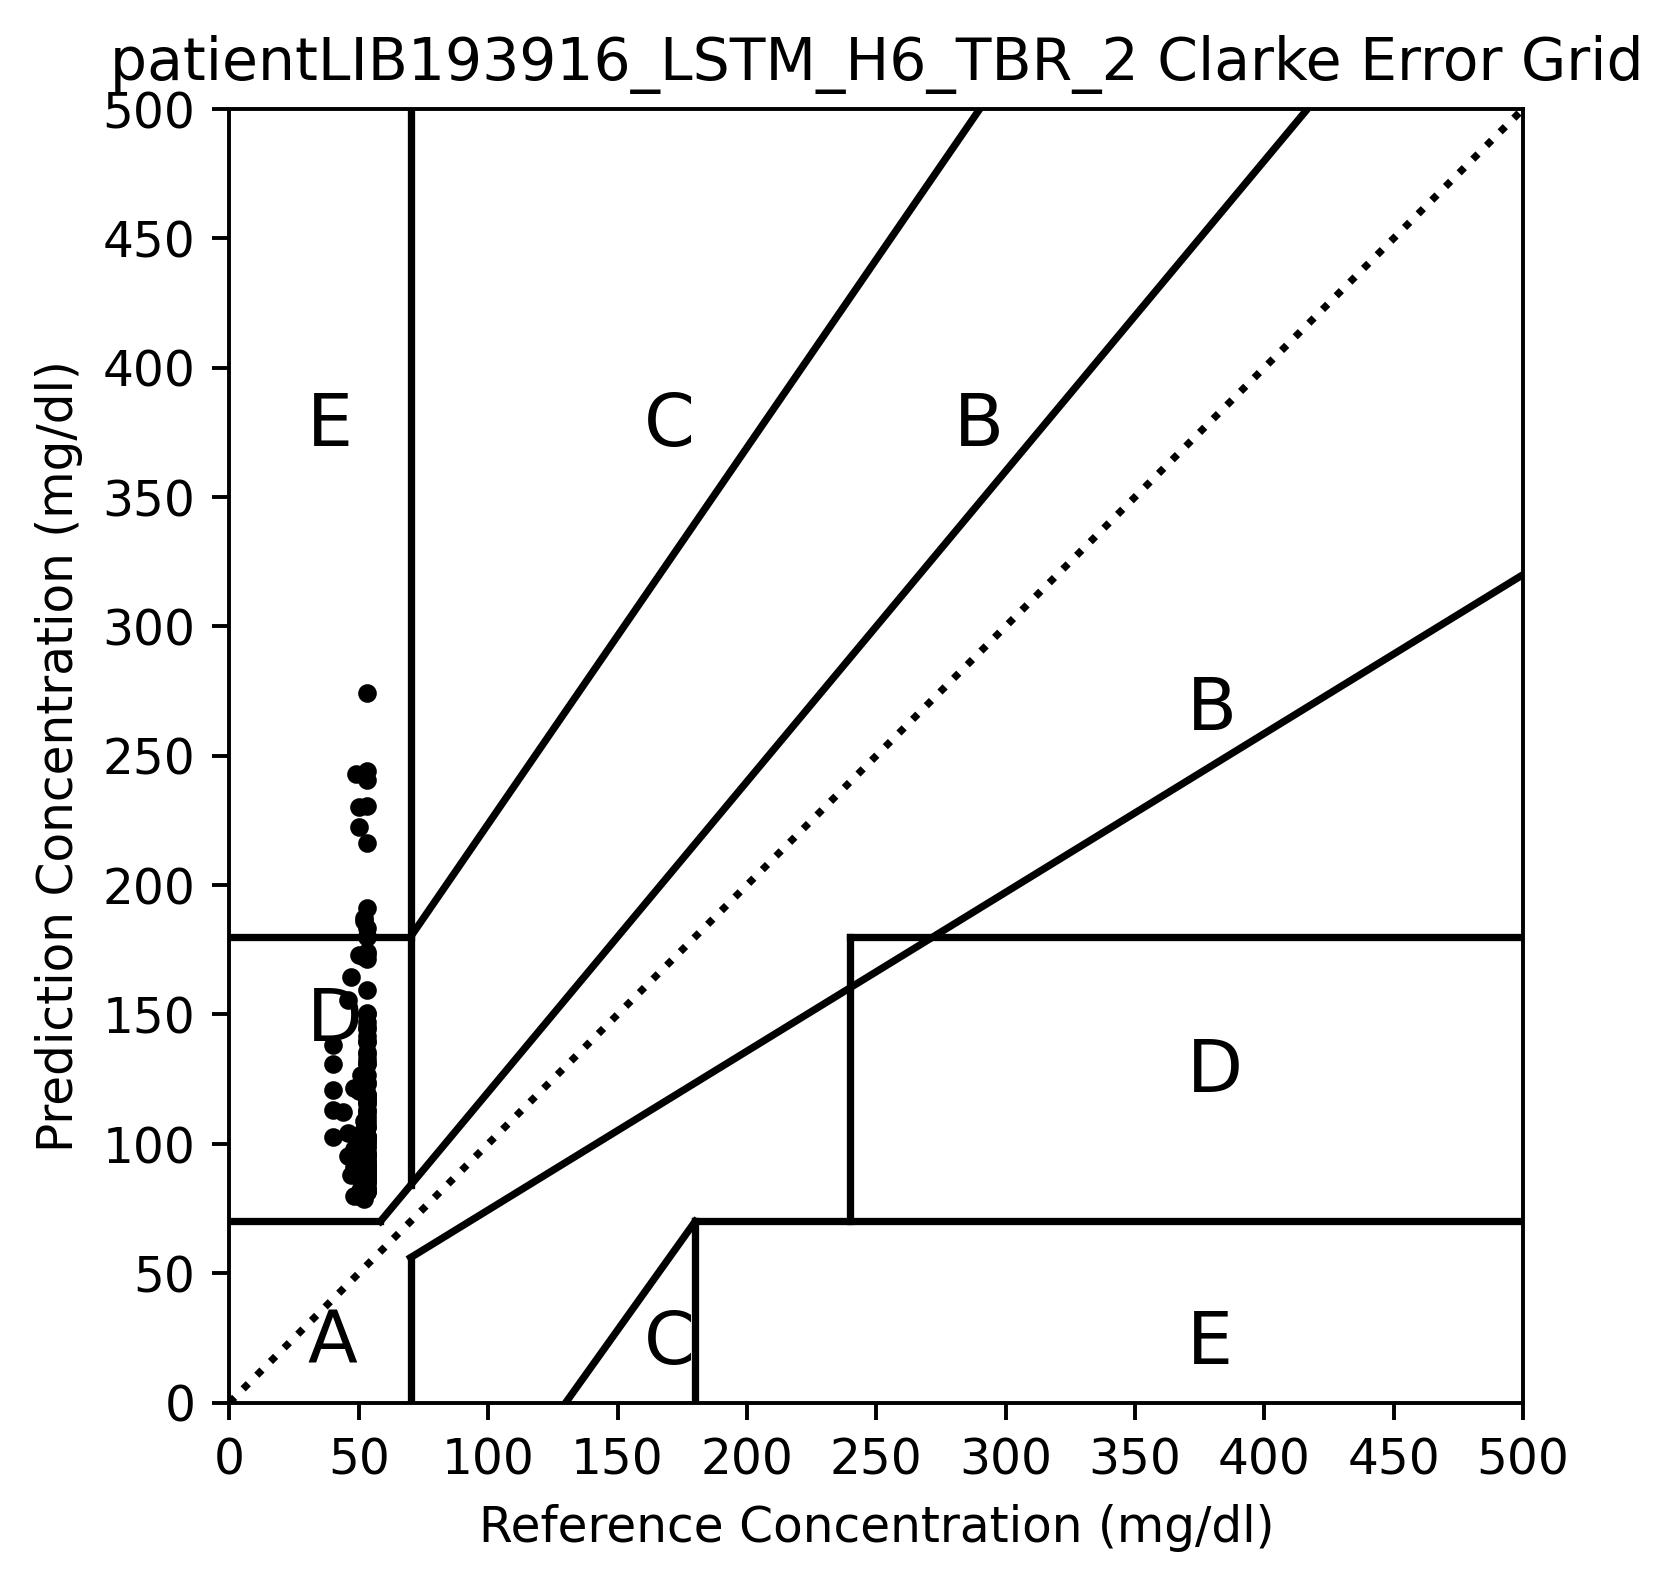 patientLIB193916_LSTM_H6_TBR_2 Clarke Error Grid
500
450
400
350
300
250
200
150
100
50
0
Prediction Concentration (mg/dl)
E
C
B
B
D
D
A
C
E
0 50 100 150 200 250 300 350 400 450 500
Reference Concentration (mg/dl)